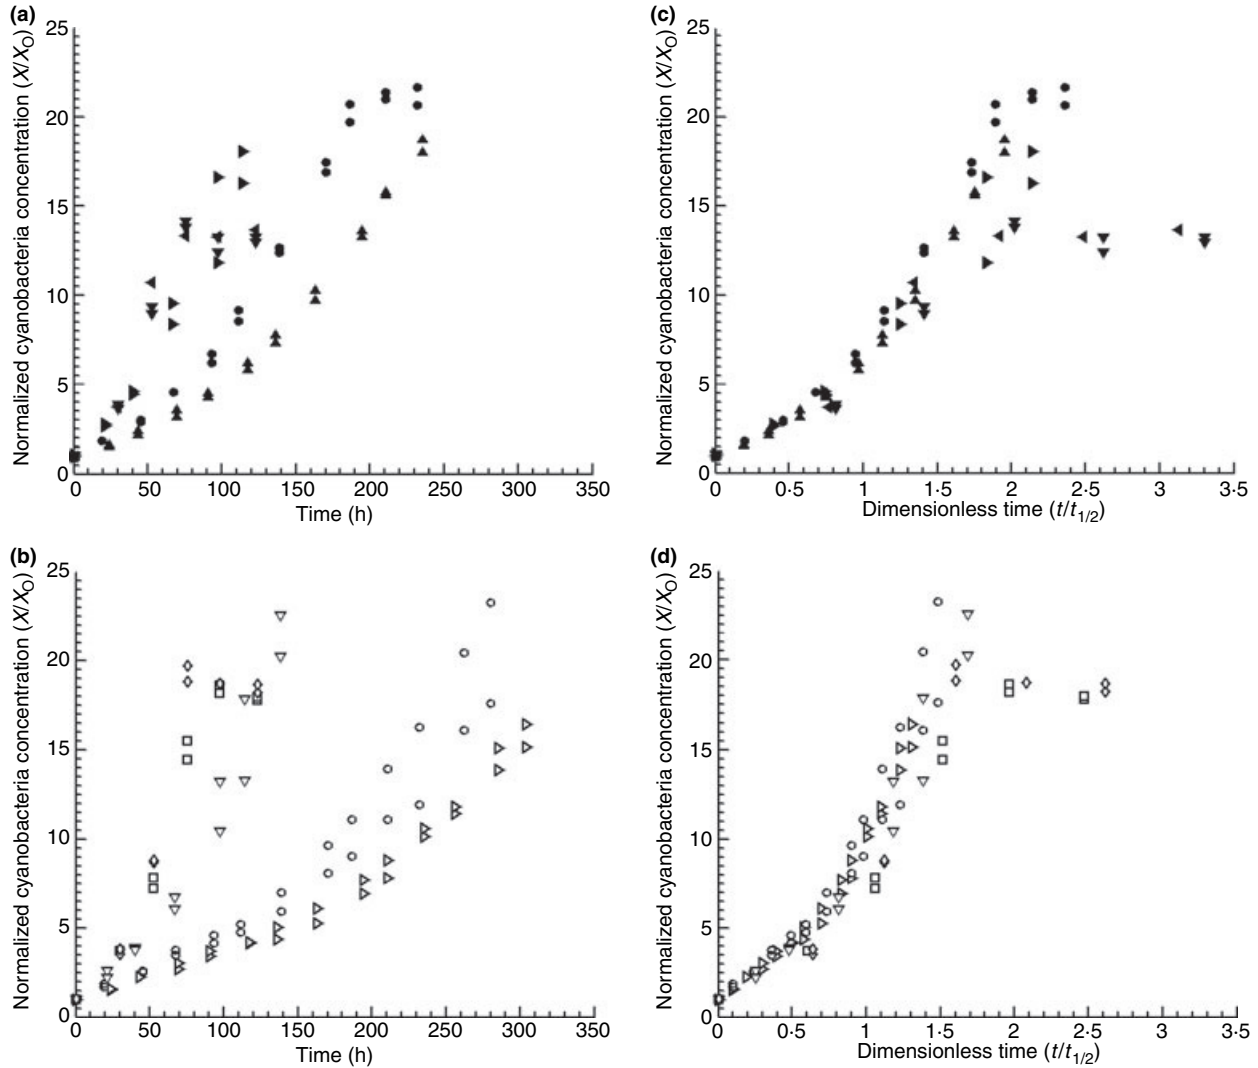 (a)
Normalized cyanobacteria concentration (X/XO)
25
20
15
10
5
0
0 50 100 150 200 250 300 350
Time (h)
(c)
Normalized cyanobacteria concentration (X/XO)
25
20
15
10
5
0
0 0·5 1 1·5 2 2·5 3 3·5
Dimensionless time (t/t1/2)
(b)
Normalized cyanobacteria concentration (X/XO)
25
20
15
10
5
0
0 50 100 150 200 250 300 350
Time (h)
(d)
Normalized cyanobacteria concentration (X/XO)
25
20
15
10
5
0
0 0·5 1 1·5 2 2·5 3 3·5
Dimensionless time (t/t1/2)